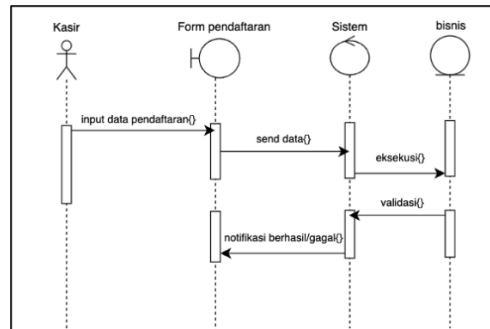 Kasir
Form pendaftaran
Sistem
bisnis
input data pendaftaran{}
send data{}
eksekusi{}
validasi{}
notifikasi berhasil/gagal{}